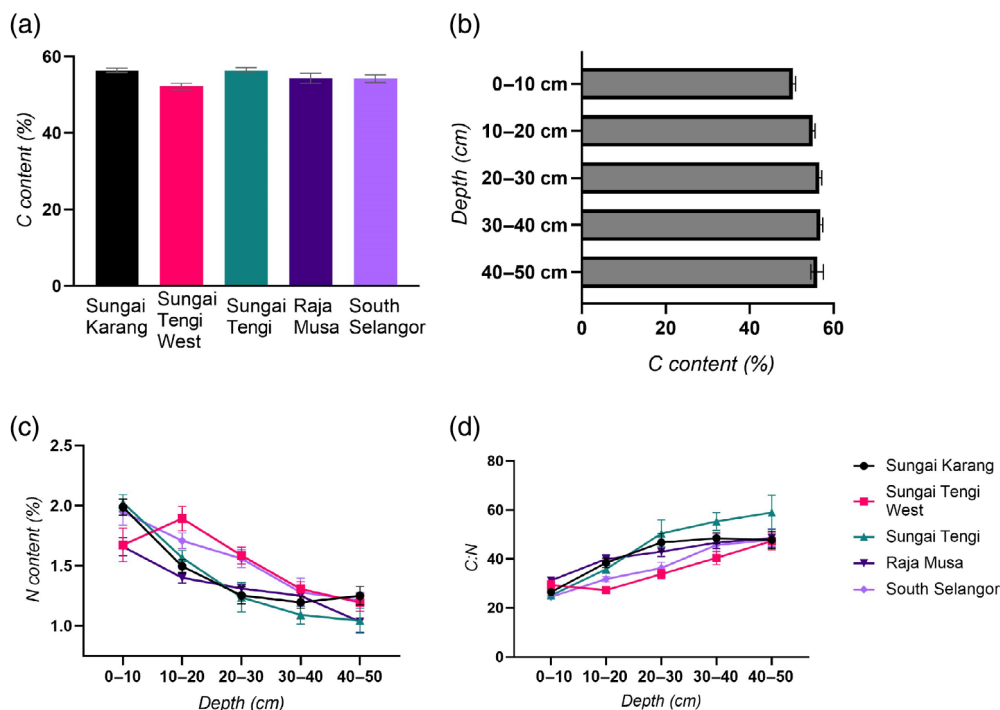 (a)
C content (%)
60
40
20
0
Sungai
Karang
Sungai
Tengi
West
Sungai
Tengi
Raja
Musa
South
Selangor
(b)
Depth (cm)
0–10 cm
10–20 cm
20–30 cm
30–40 cm
40–50 cm
0 20 40 60
C content (%)
(c)
N content (%)
2.5
2.0
1.5
1.0
0–10 10–20 20–30 30–40 40–50
Depth (cm)
(d)
C:N
80
60
40
20
0
0–10 10–20 20–30 30–40 40–50
Depth (cm)
Sungai Karang
Sungai Tengi
West
Sungai Tengi
Raja Musa
South Selangor